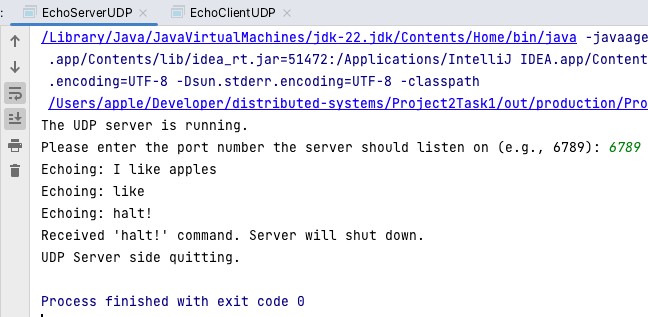 : EchoServerUDP × EchoClientUDP ×
/Library/Java/JavaVirtualMachines/jdk-22.jdk/Contents/Home/bin/java -javaage
.app/Contents/lib/idea_rt.jar=51472:/Applications/IntelliJ IDEA.app/Content
.encoding=UTF-8 -Dsun.stderr.encoding=UTF-8 -classpath
/Users/apple/Developer/distributed-systems/Project2Task1/out/production/Pro
The UDP server is running.
Please enter the port number the server should listen on (e.g., 6789): 6789
Echoing: I like apples
Echoing: like
Echoing: halt!
Received 'halt!' command. Server will shut down.
UDP Server side quitting.
Process finished with exit code 0